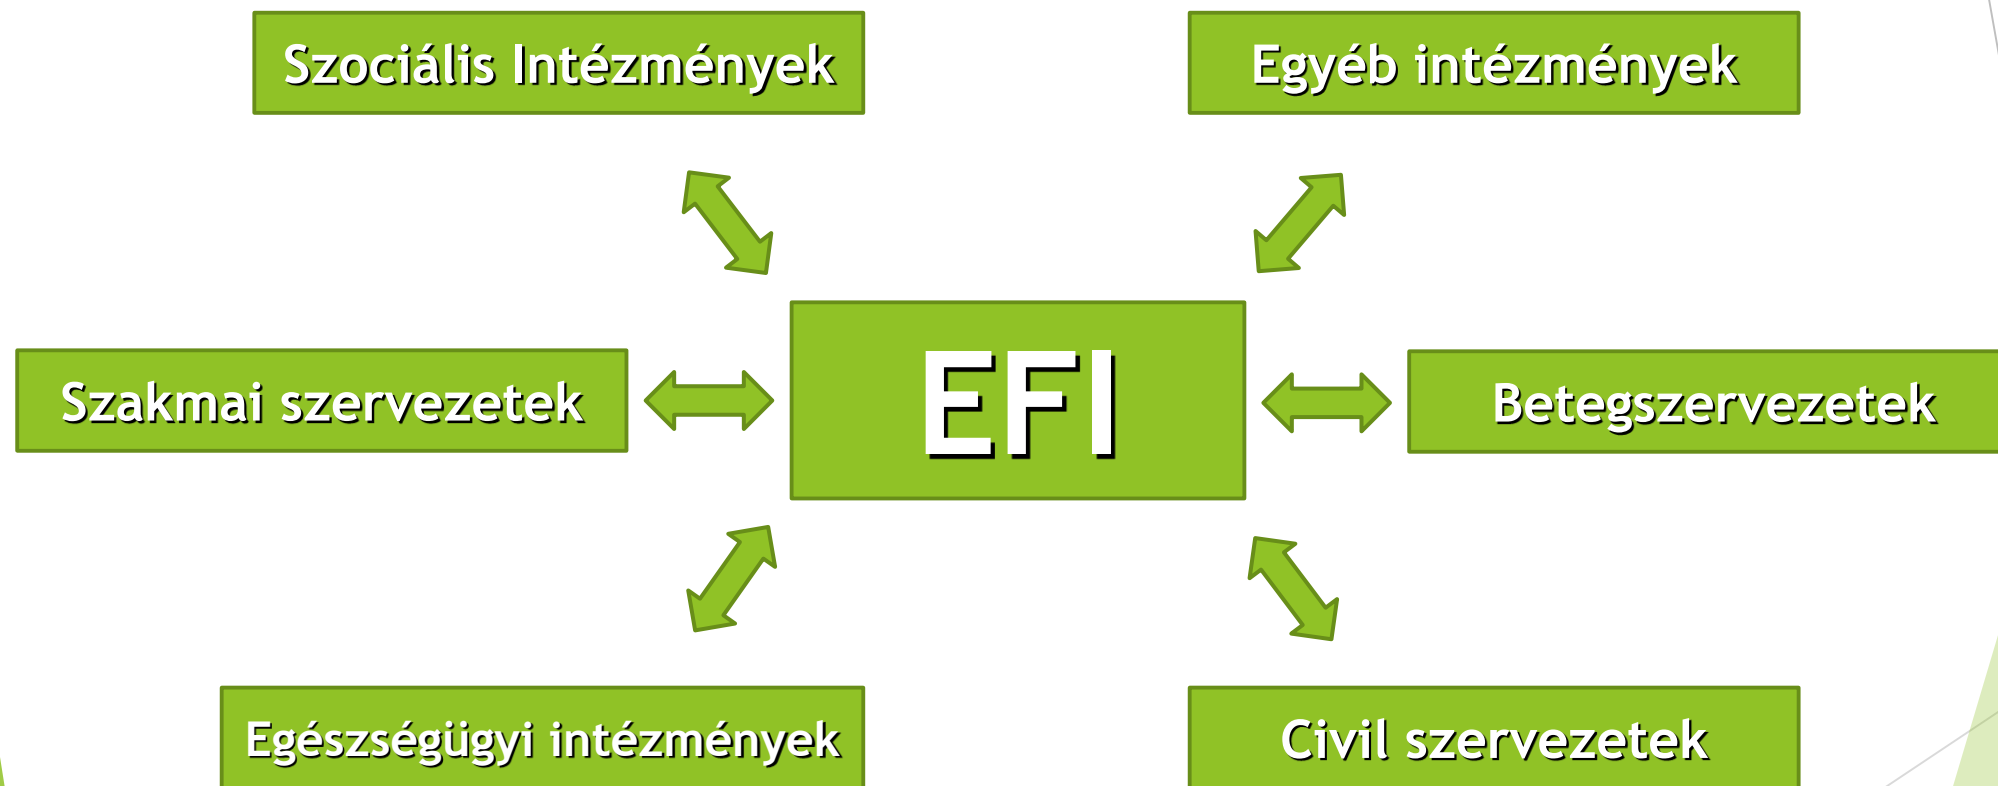 Szociális Intézmények
Egyéb intézmények
Szakmai szervezetek
EFI
Betegszervezetek
Egészségügyi intézmények
Civil szervezetek